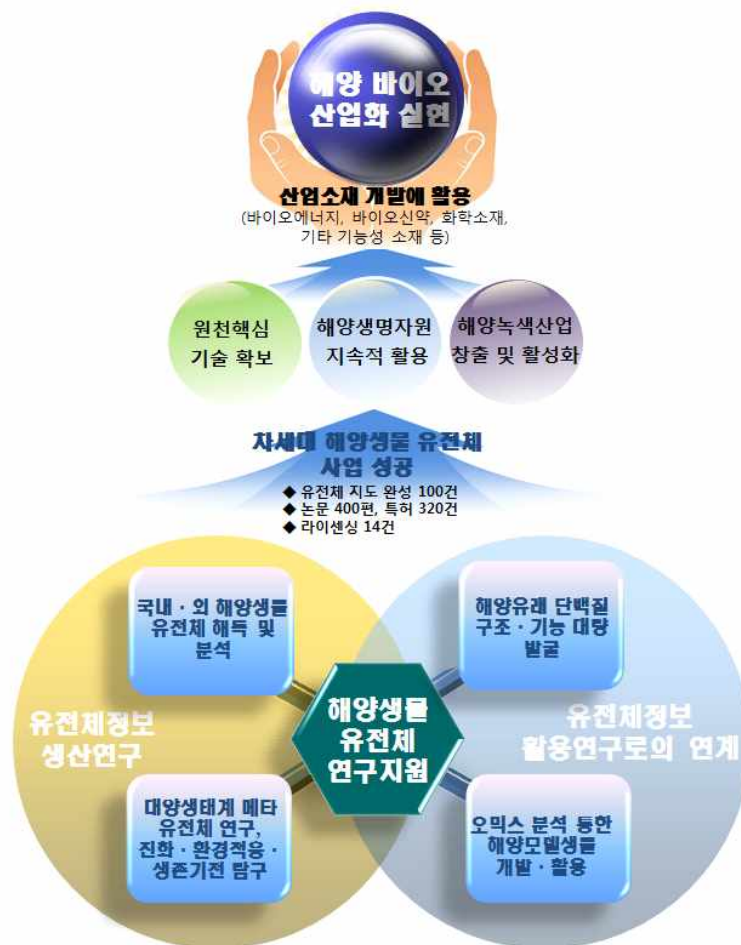 해양 바이오
산업화 실현
산업소재 개발에 활용
(바이오에너지, 바이오신약, 화학소재,
기타 기능성 소재 등)
원천핵심
기술 확보
해양생명자원
지속적 활용
해양녹색산업
창출 및 활성화
차세대 해양생물 유전체
사업 성공
◆ 유전체 지도 완성 100건
◆ 논문 400편, 특허 320건
◆ 라이센싱 14건
국내·외 해양생물
유전체 해독 및
분석
해양유래 단백질
구조·기능 대량
발굴
유전체정보
생산연구
해양생물
유전체
연구지원
유전체정보
활용연구로의 연계
대양생태계 메타
유전체 연구,
진화·환경적응·
생존기전 탐구
오믹스 분석 통한
해양모델생물
개발·활용